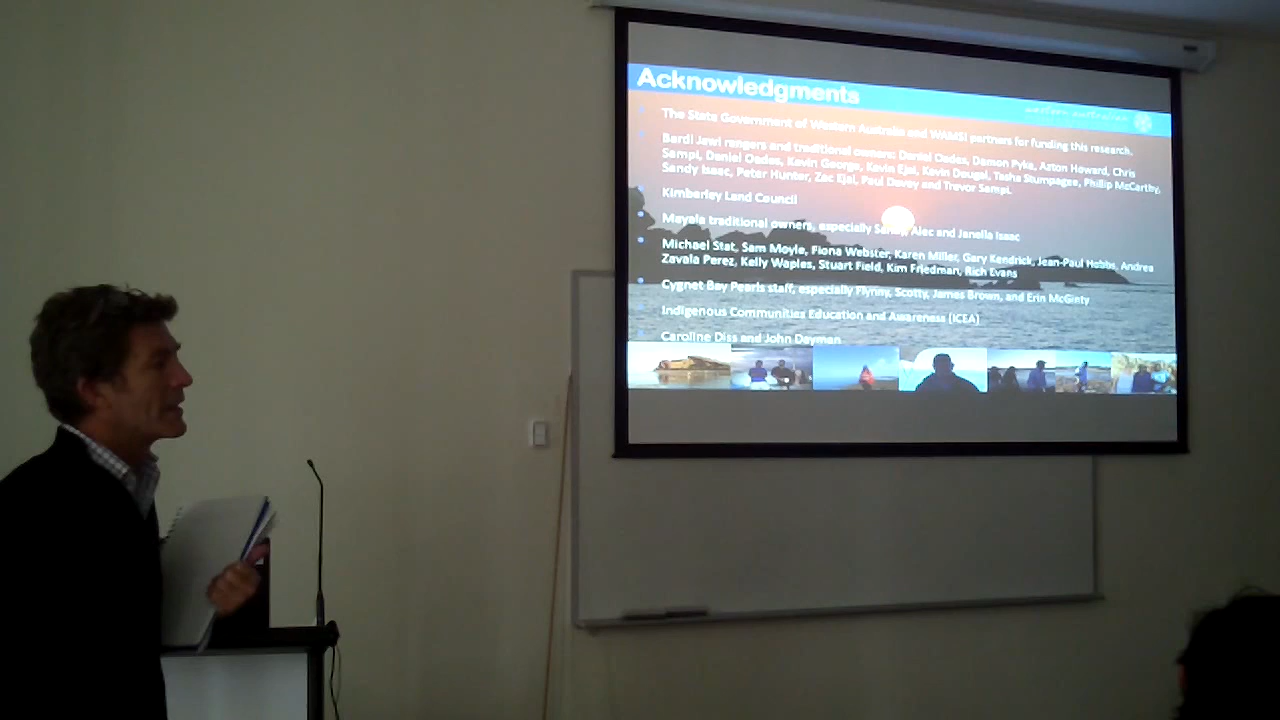 Acknowledgments
western australian
The State Government of Western Australia and WAMSI partners for funding this research.
Bardi Jawi rangers and traditional owners: Daniel Oades, Damon Pyke, Azton Howard, Chris
Sampi, Daniel Oades, Kevin George, Kevin Ejai, Kevin Dougal, Tasha Stumpagee, Phillip McCarthy,
Sandy Isaac, Peter Hunter, Zac Ejai, Paul Davey and Trevor Sampi.
Kimberley Land Council
Mayala traditional owners, especially Sandy, Alec and Janella Isaac
Michael Stat, Sam Moyle, Fiona Webster, Karen Miller, Gary Kendrick, Jean-Paul Hobbs, Andrea
Zavala Perez, Kelly Waples, Stuart Field, Kim Friedman, Rich Evans
Cygnet Bay Pearls staff, especially Flynny, Scotty, James Brown, and Erin McGinty
Indigenous Communities Education and Awareness (ICEA)
Caroline Diss and John Deyman